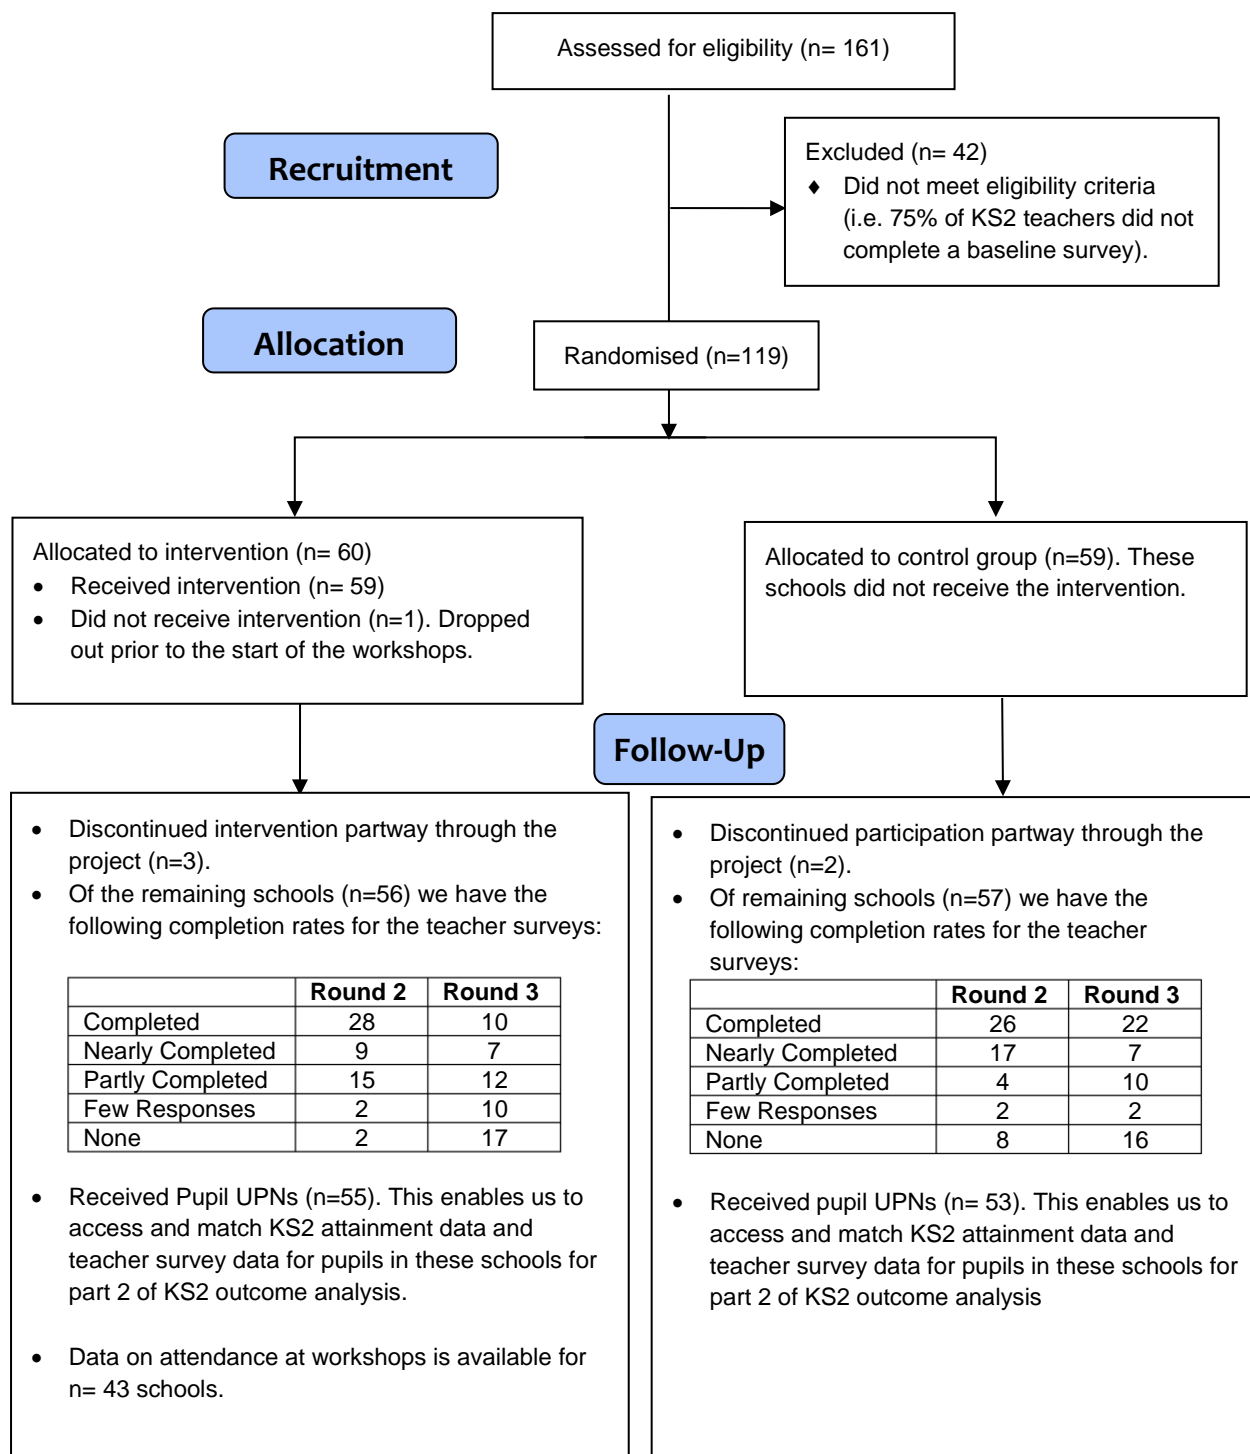 Assessed for eligibility (n= 161)
Recruitment
Excluded (n= 42)
♦ Did not meet eligibility criteria
(i.e. 75% of KS2 teachers did not
complete a baseline survey).
Allocation
Randomised (n=119)
Allocated to intervention (n= 60)
• Received intervention (n= 59)
• Did not receive intervention (n=1). Dropped
out prior to the start of the workshops.
Allocated to control group (n=59). These
schools did not receive the intervention.
Follow-Up
• Discontinued intervention partway through the
project (n=3).
• Of the remaining schools (n=56) we have the
following completion rates for the teacher surveys:
Round 2 Round 3
Completed 28 10
Nearly Completed 9 7
Partly Completed 15 12
Few Responses 2 10
None 2 17
• Received Pupil UPNs (n=55). This enables us to
access and match KS2 attainment data and
teacher survey data for pupils in these schools for
part 2 of KS2 outcome analysis.
• Data on attendance at workshops is available for
n= 43 schools.
• Discontinued participation partway through the
project (n=2).
• Of remaining schools (n=57) we have the
following completion rates for the teacher
surveys:
Round 2 Round 3
Completed 26 22
Nearly Completed 17 7
Partly Completed 4 10
Few Responses 2 2
None 8 16
• Received pupil UPNs (n= 53). This enables us to
access and match KS2 attainment data and
teacher survey data for pupils in these schools for
part 2 of KS2 outcome analysis